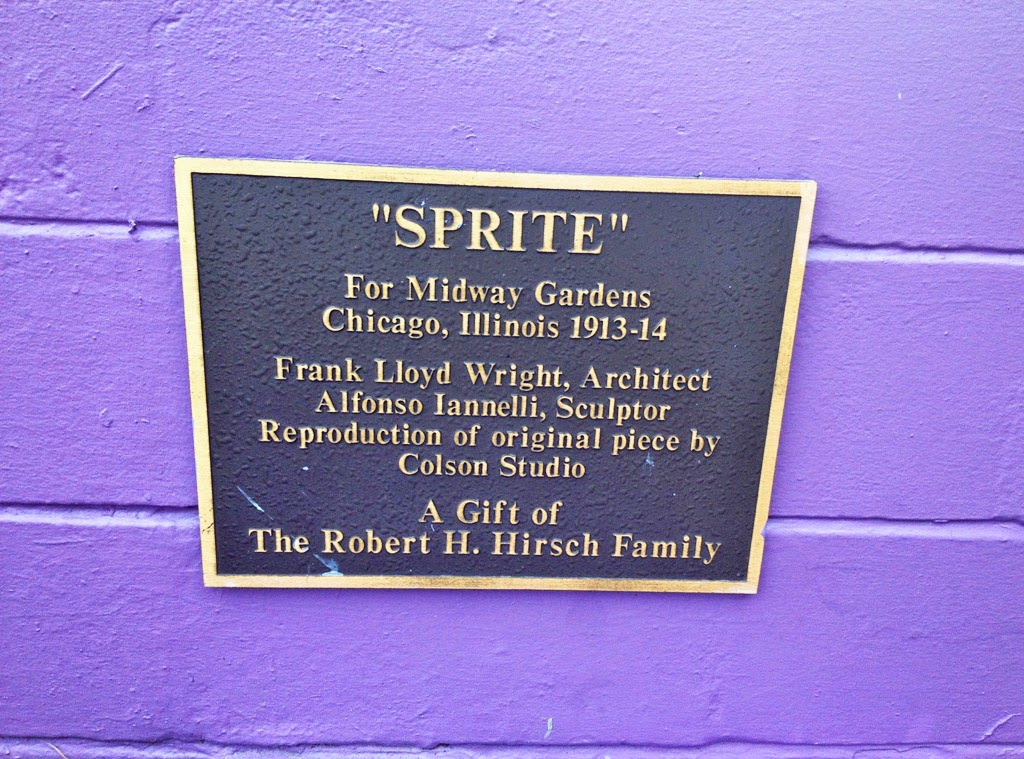 "SPRITE"
For Midway Gardens
Chicago, Illinois 1913-14
Frank Lloyd Wright, Architect
Alfonso Iannelli, Sculptor
Reproduction of original piece by
Colson Studio
A Gift of
The Robert H. Hirsch Family